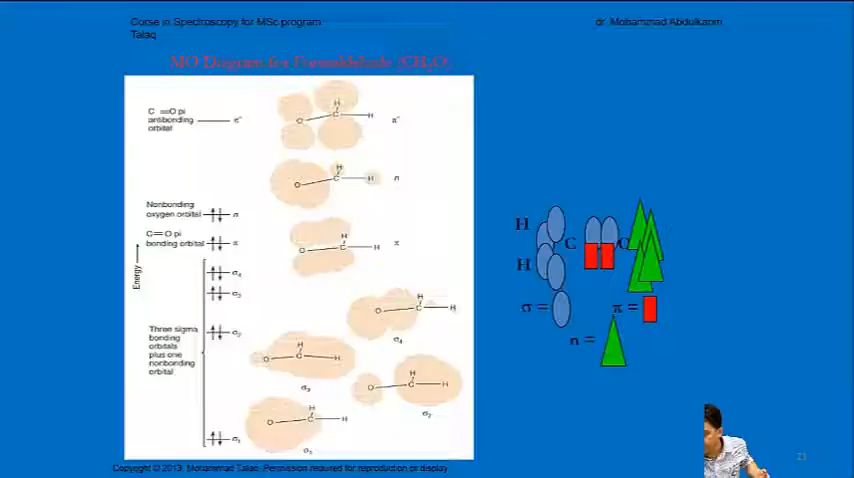 Curse in Spectroscopy for MSc program
Talaq
dr. Mohammad Abdulkarim
MO Diagram for Formaldehyde (CH₂O)
C =O pi
antibonding
orbital
π*
O C H H π*
O C H H n
Nonbonding
oxygen orbital n
C=O pi
bonding orbital π
O C H H π
Energy
σ₄
σ₃
O C H H
σ₄
σ₂
Three sigma
bonding
orbitals
plus one
nonbonding
orbital
O C H H
σ₃
O C H H
σ₂
σ₁
O C H H
σ₁
H
C O
H
σ = π =
n =
Copyright © 2013, Mohammad Talaq. Permission required for reproduction or display
21